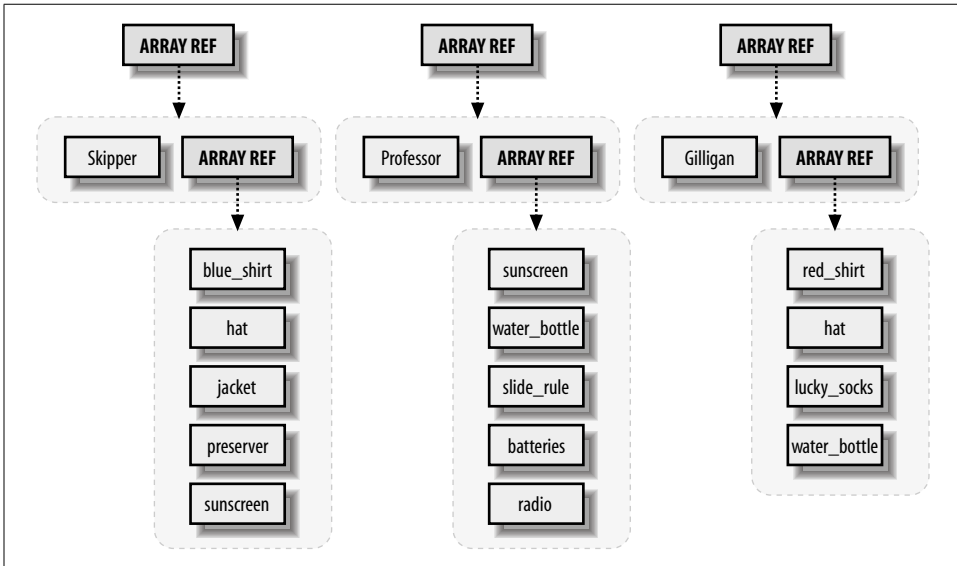 ARRAY REF ARRAY REF ARRAY REF
Skipper ARRAY REF Professor ARRAY REF Gilligan ARRAY REF
blue_shirt sunscreen red_shirt
hat water_bottle hat
jacket slide_rule lucky_socks
preserver batteries water_bottle
sunscreen radio